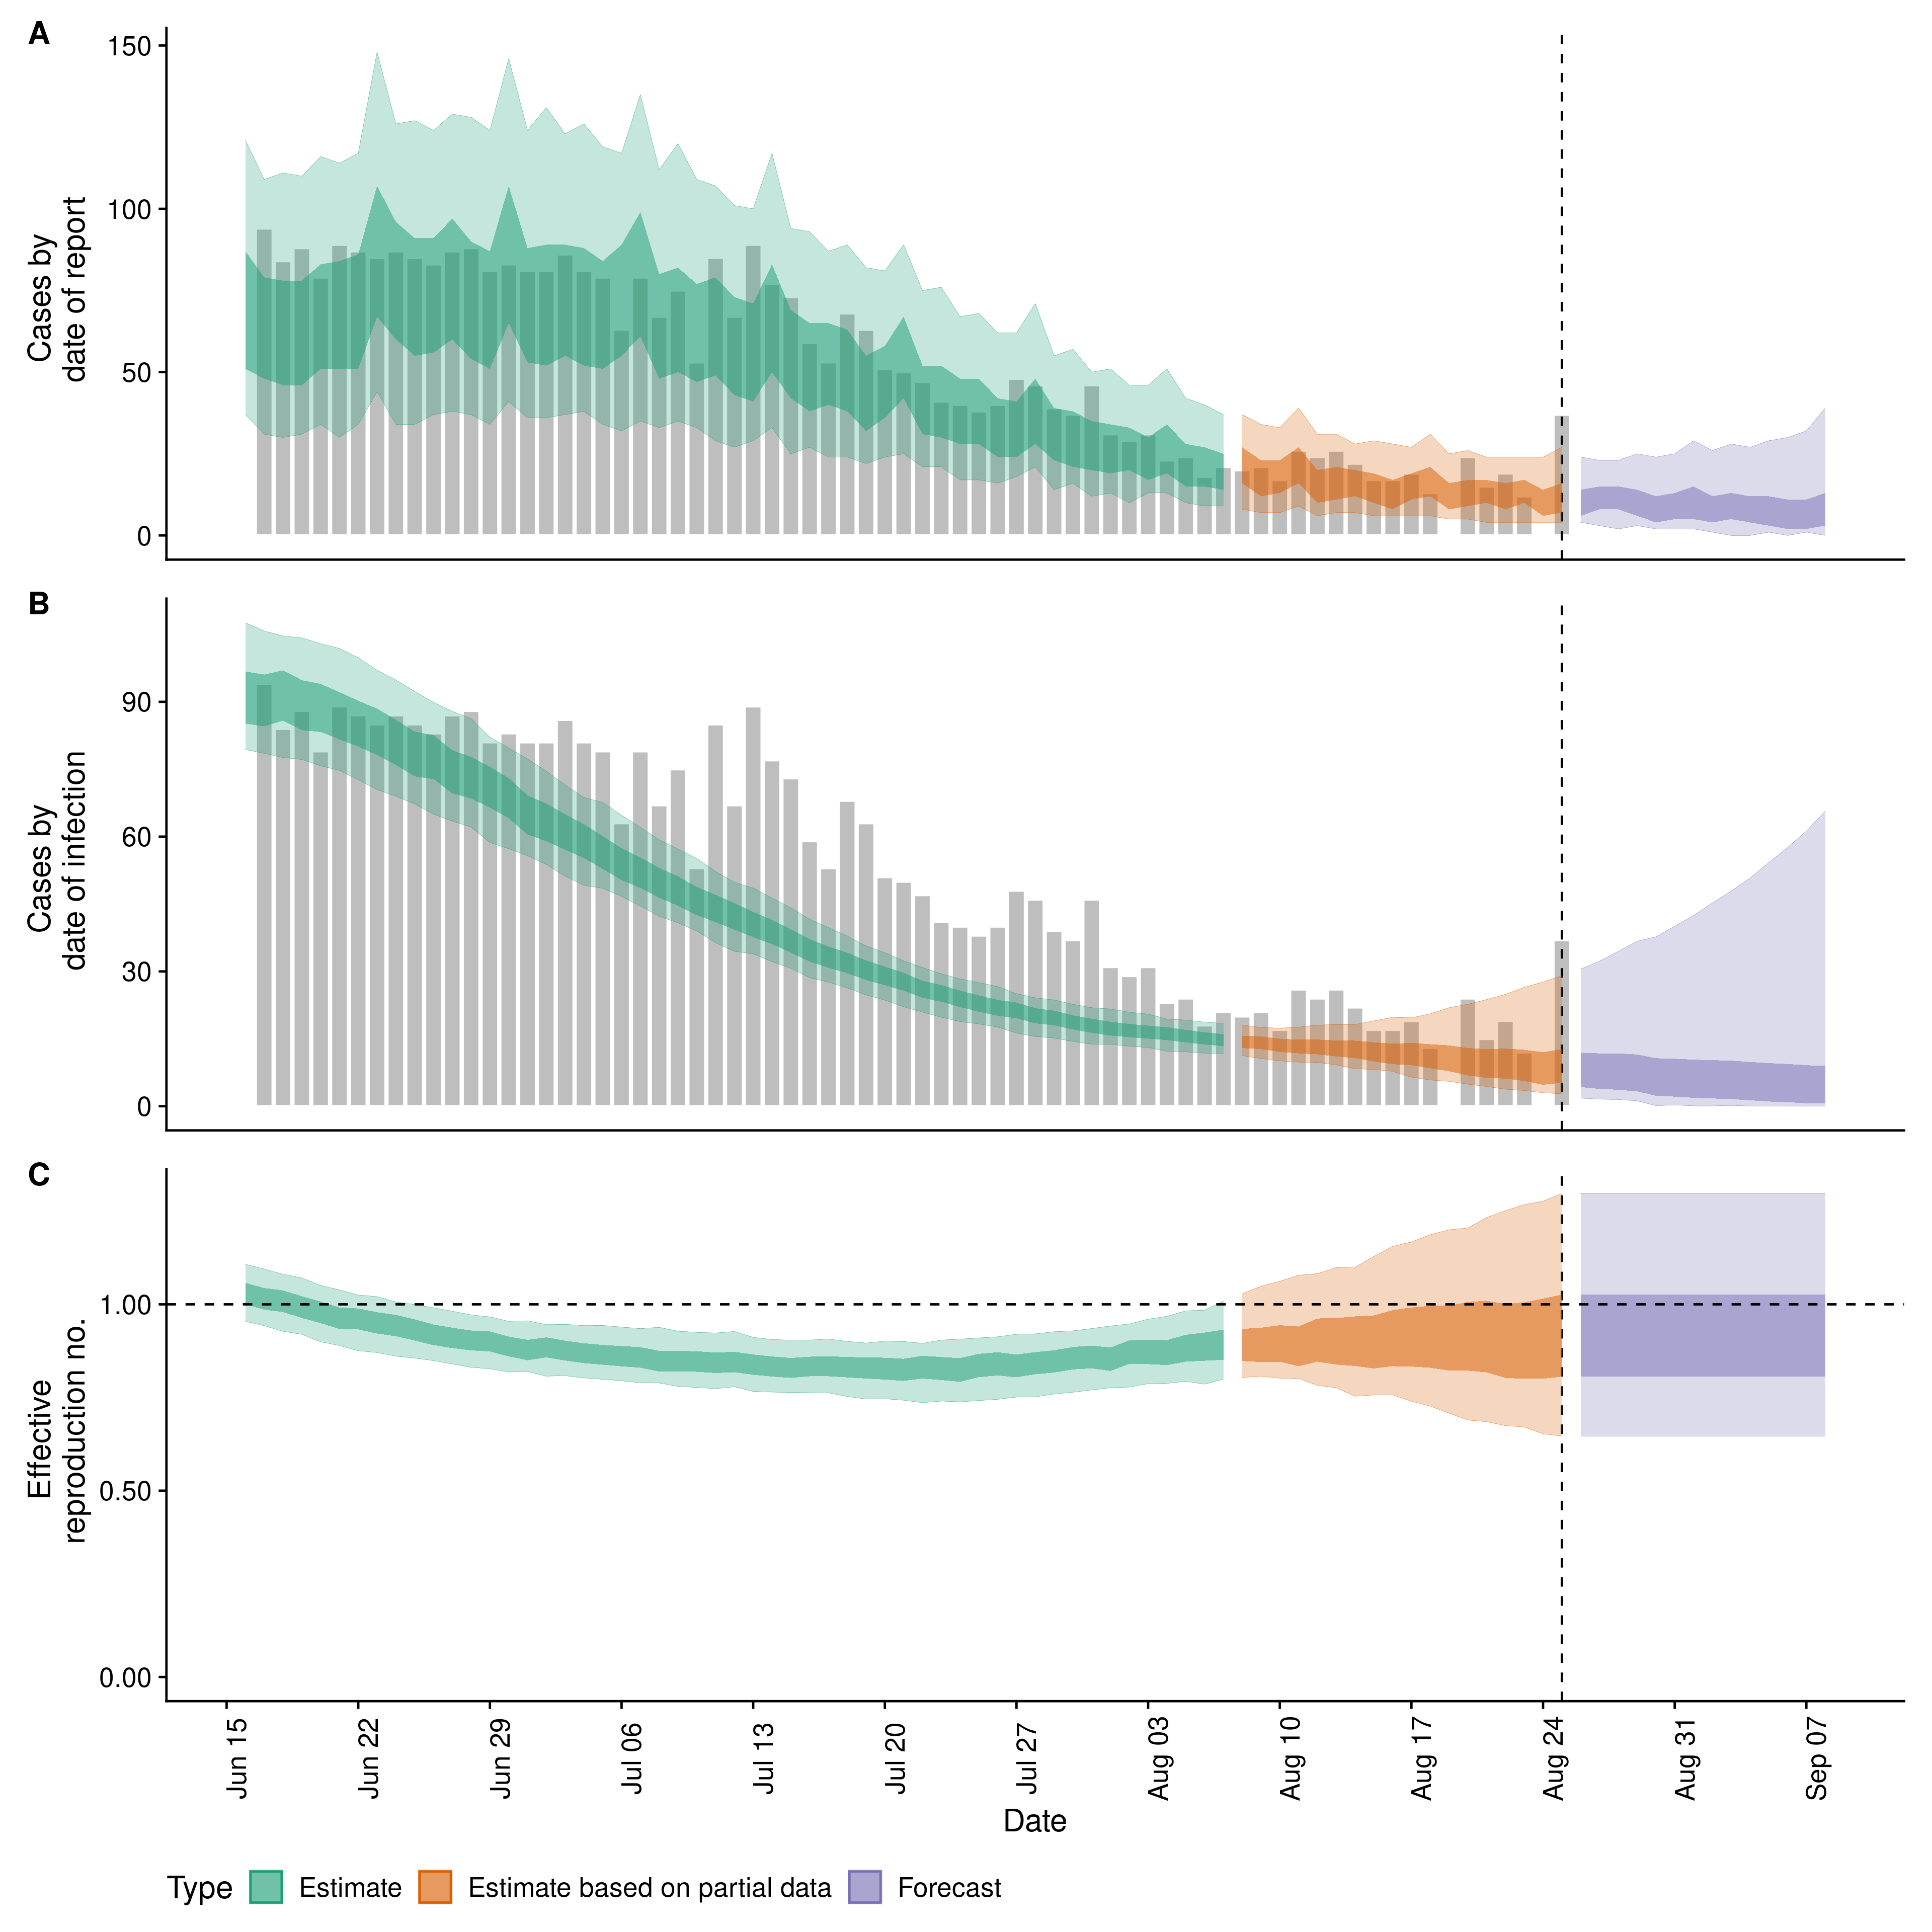 A
150
100
50
0
Cases by
date of report
B
90
60
30
0
Cases by
date of infection
C
1.00
0.50
0.00
Effective
reproduction no.
Jun 15
Jun 22
Jun 29
Jul 06
Jul 13
Jul 20
Jul 27
Aug 03
Aug 10
Aug 17
Aug 24
Aug 31
Sep 07
Date
Type Estimate Estimate based on partial data Forecast